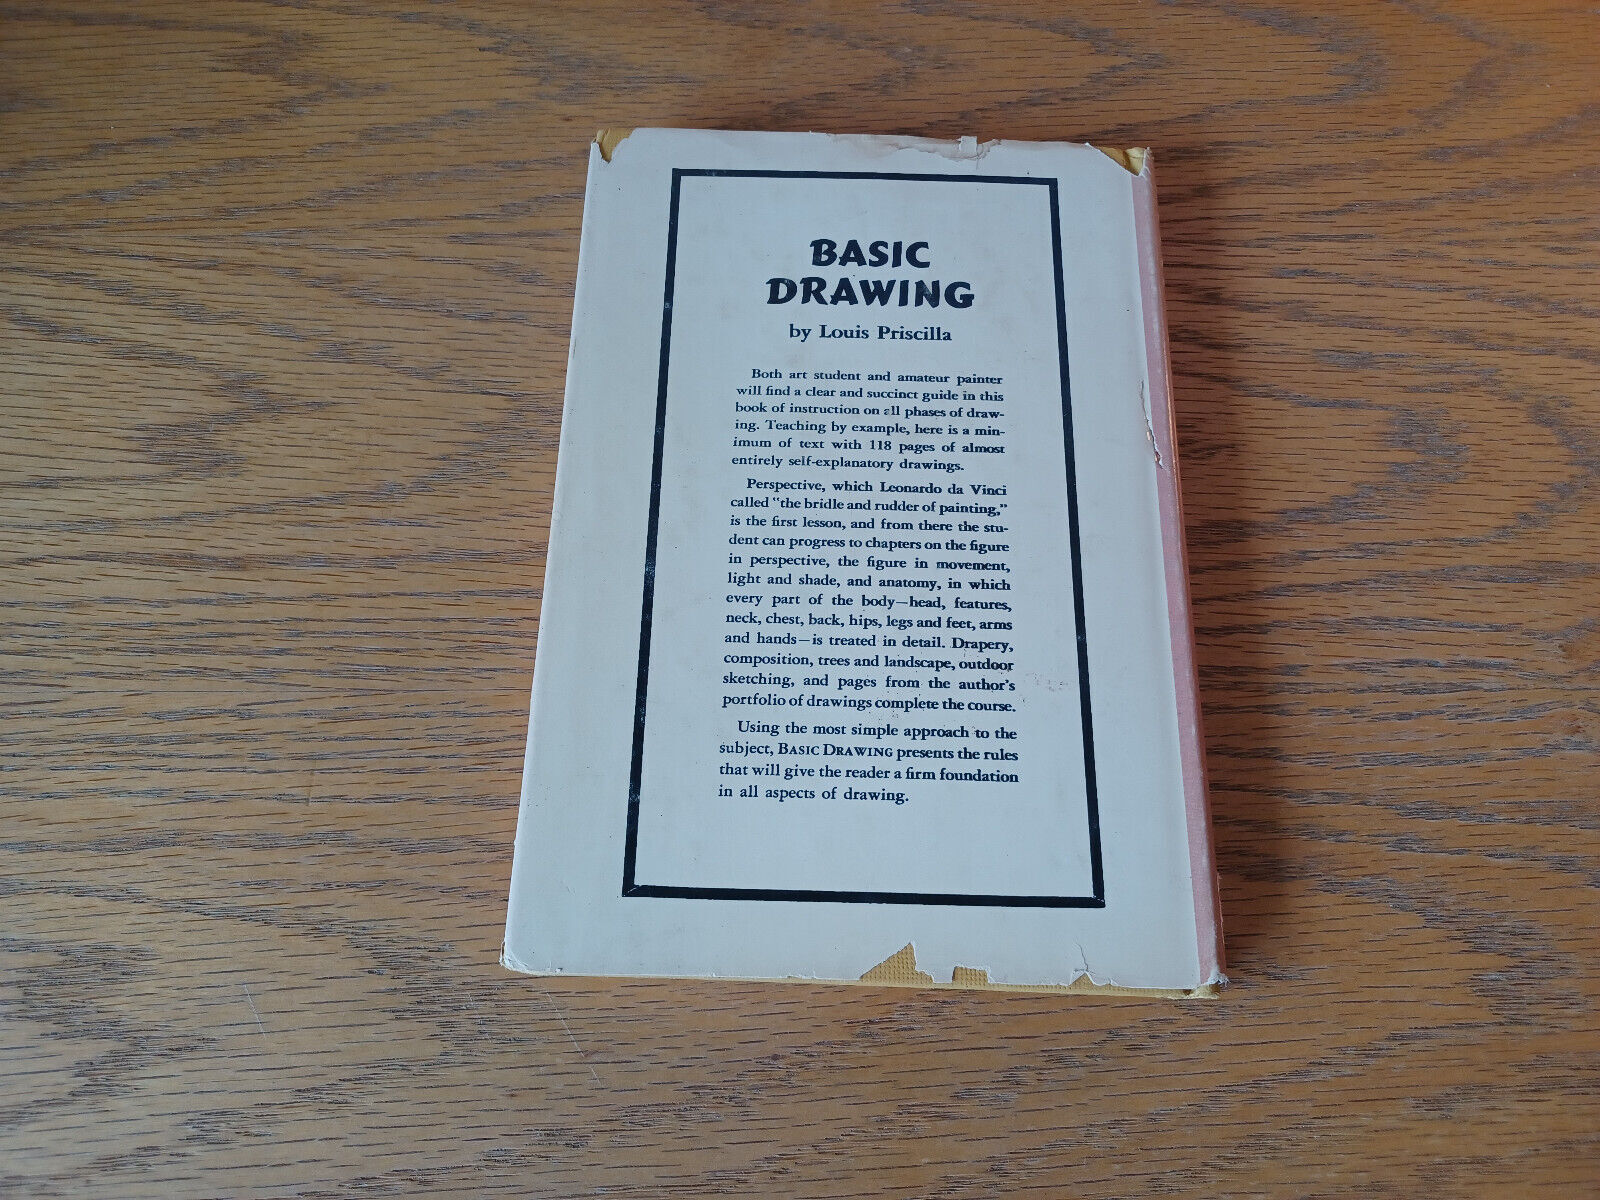 BASIC
DRAWING
by Louis Priscilla
Both art student and amateur painter
will find a clear and succinct guide in this
book of instruction on all phases of draw-
ing. Teaching by example, here is a min-
imum of text with 118 pages of almost
entirely self-explanatory drawings.
Perspective, which Leonardo da Vinci
called "the bridle and rudder of painting,"
is the first lesson, and from there the stu-
dent can progress to chapters on the figure
in perspective, the figure in movement,
light and shade, and anatomy, in which
every part of the body—head, features,
neck, chest, back, hips, legs and feet, arms
and hands—is treated in detail. Drapery,
composition, trees and landscape, outdoor
sketching, and pages from the author's
portfolio of drawings complete the course.
Using the most simple approach to the
subject, BASIC DRAWING presents the rules
that will give the reader a firm foundation
in all aspects of drawing.